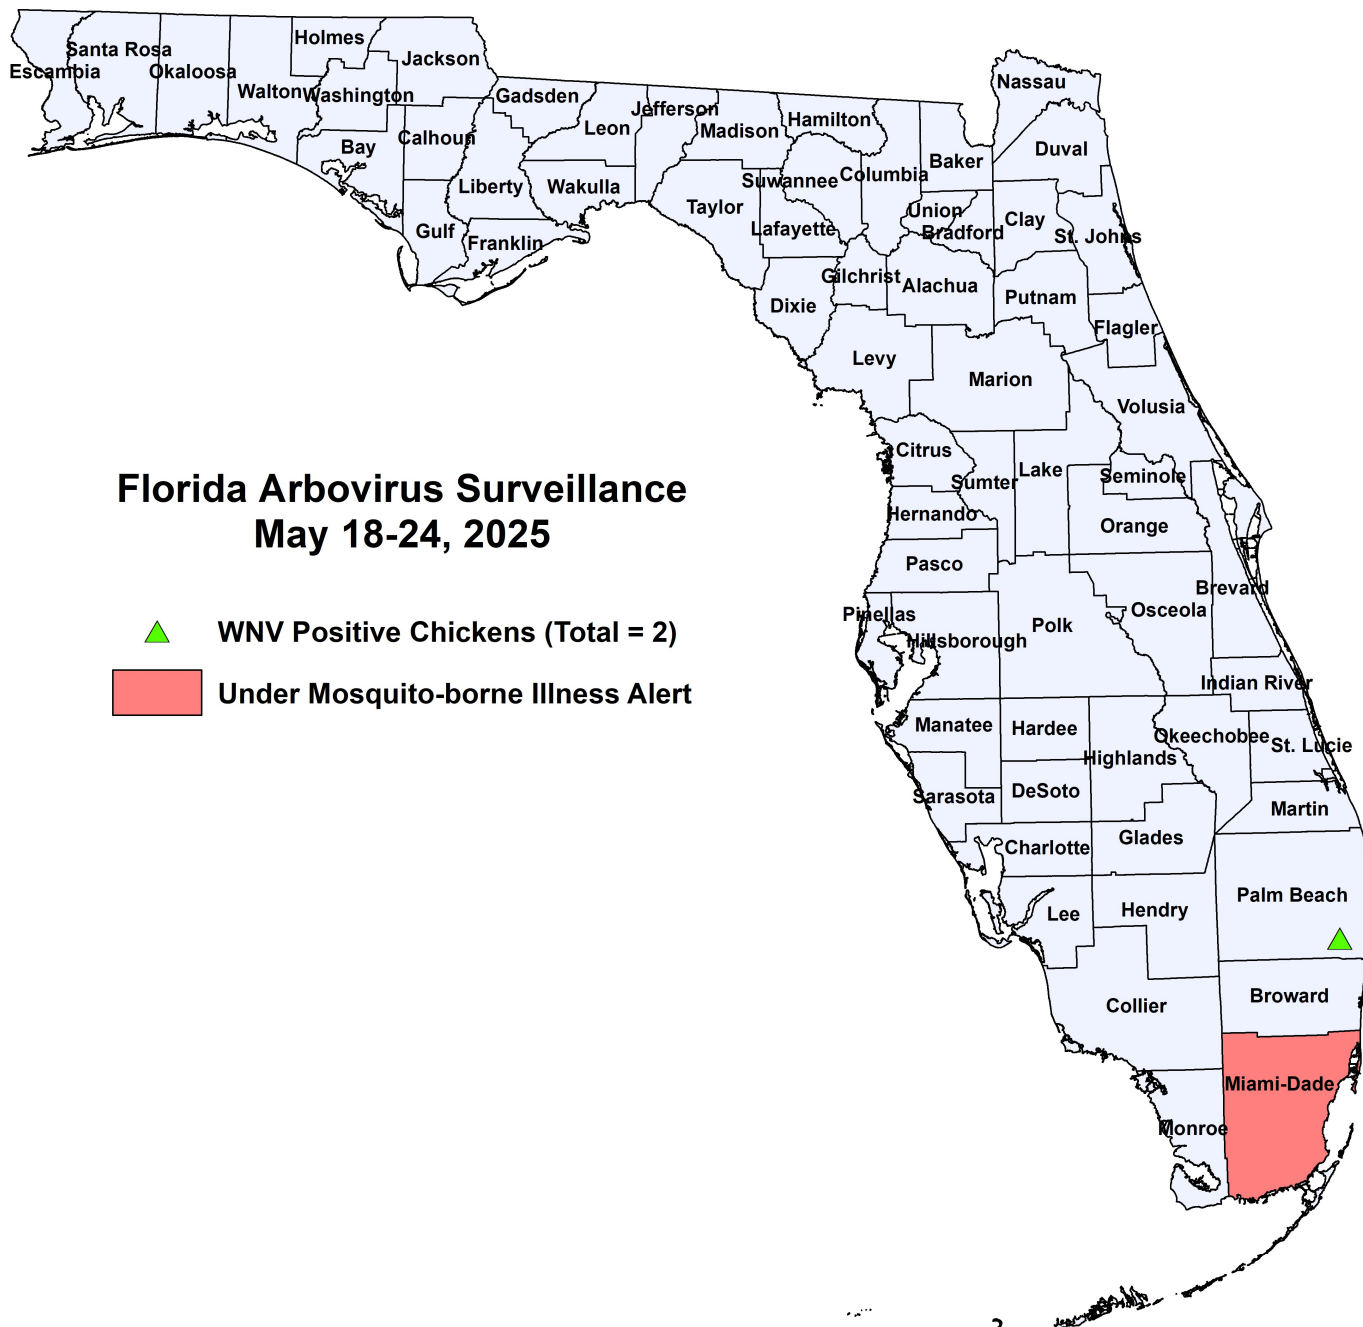 Holmes
Jackson
Santa Rosa
Escambia
Okaloosa
Walton
Washington
Gadsden
Nassau
Jefferson
Leon
Madison
Hamilton
Calhoun
Bay
Duval
Baker
Liberty
Wakulla
Suwannee
Columbia
Taylor
Union
Clay
Bradford
St. Johns
Lafayette
Gulf
Franklin
Gilchrist
Alachua
Putnam
Dixie
Flagler
Levy
Marion
Volusia
Citrus
Lake
Sumter
Seminole
Florida Arbovirus Surveillance
May 18-24, 2025
Hernando
Orange
Pasco
Brevard
Osceola
Pinellas
Polk
Hillsborough
WNV Positive Chickens (Total = 2)
Under Mosquito-borne Illness Alert
Indian River
Manatee
Hardee
Okeechobee
St. Lucie
Highlands
Sarasota
DeSoto
Martin
Charlotte
Glades
Palm Beach
Lee
Hendry
Broward
Collier
Miami-Dade
Monroe